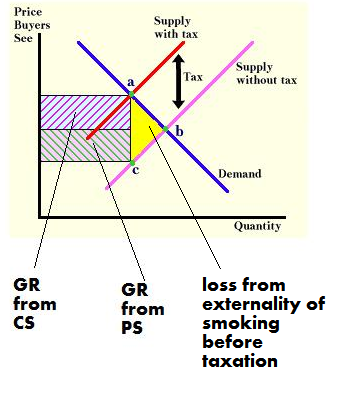 Price
Buyers
See
Supply
with tax
a
Tax
Supply
without tax
b
c
Demand
Quantity
GR
from
CS
GR
from
PS
loss from
externality of
smoking
before
taxation